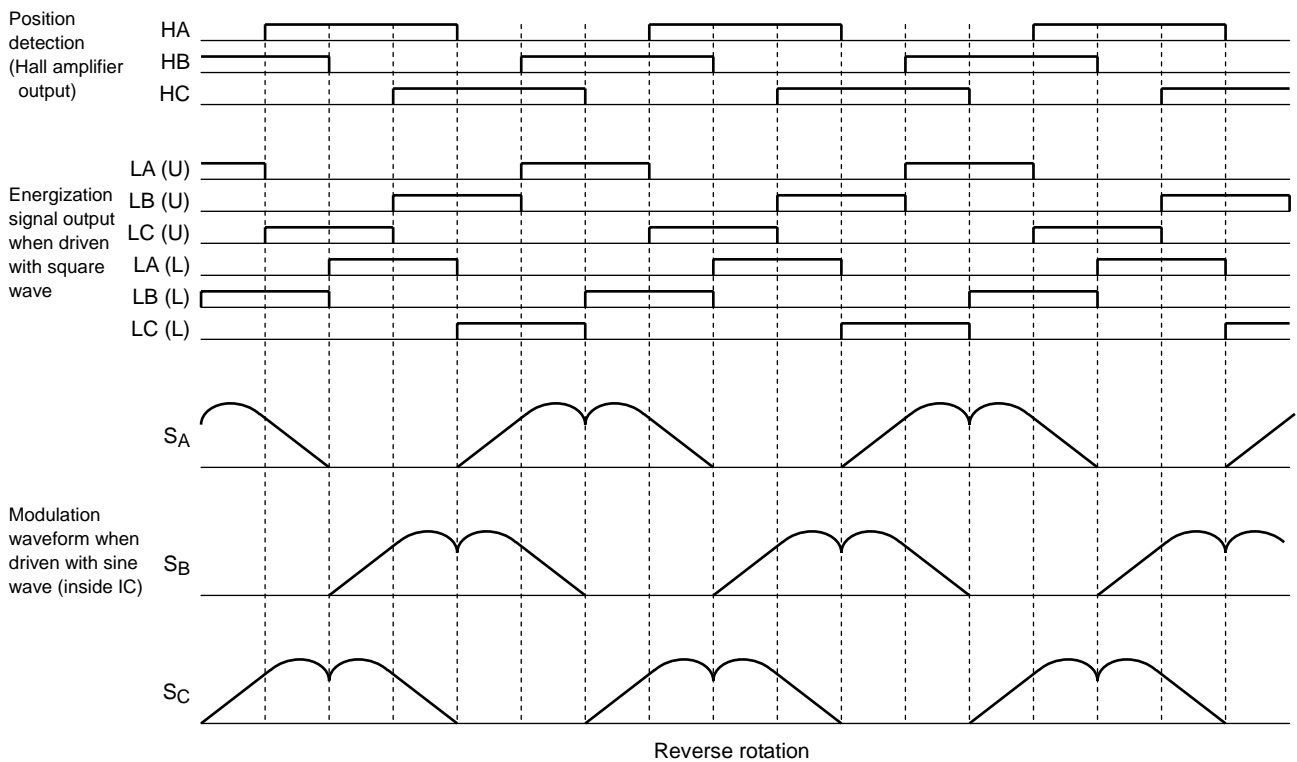 Position
detection
(Hall amplifier
output)
HA
HB
HC
Energization
signal output
when driven
with square
wave
LA (U)
LB (U)
LC (U)
LA (L)
LB (L)
LC (L)
SA
Modulation
waveform when
driven with sine
wave (inside IC)
SB
SC
Reverse rotation